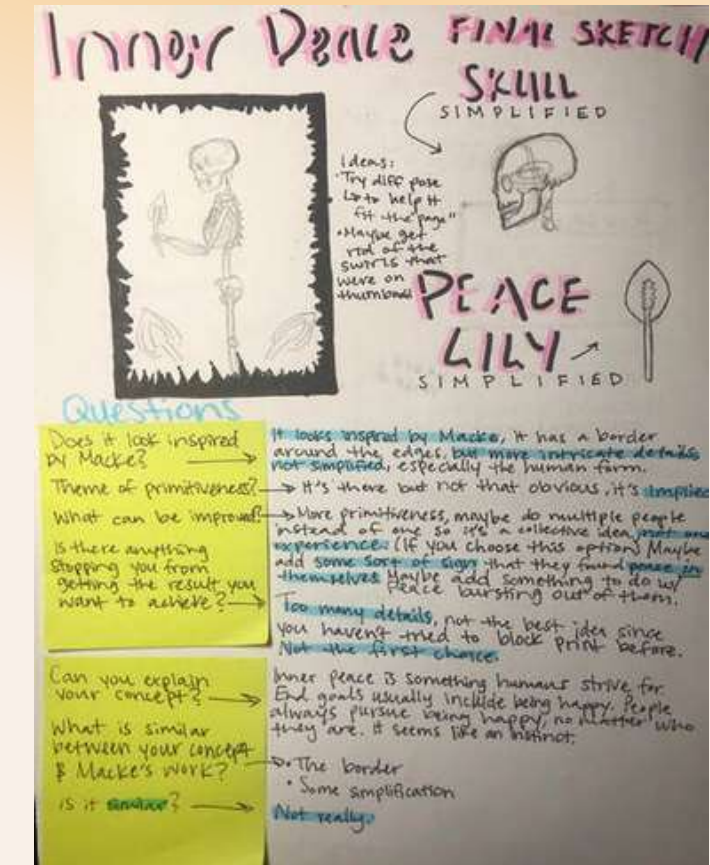 Inner Peace FINAL SKETCH
SKULL
SIMPLIFIED
Ideas:
• Try diff pose
↳ to help it
fit the page"
• Maybe get
rid of the
swirls that
were on
thumbnail
PEACE
LILY
SIMPLIFIED
Questions
Does it look inspired
by Macke?
It looks inspired by Macke, it has a border
around the edges, but more intricate details,
not simplified, especially the human form.
Theme of primitiveness?
It's there but not that obvious, it's implied
What can be improved?
More primitiveness, maybe do multiple people
instead of one so it's a collective idea, not one
experience. (If you choose this option) Maybe
add some sort of sign that they found peace in
themselves Maybe add something to do w/
peace bursting out of them.
Is there anything
stopping you from
getting the result you
want to achieve?
Too many details, not the best idea since
you haven't tried to block print before.
Not the first choice.
Can you explain
your concept?
Inner peace is something humans strive for
End goals usually include being happy. People
always pursue being happy, no matter who
they are. It seems like an instinct.
What is similar
between your concept
& Macke's work?
• The border
• Some simplification
Is it similar?
Not really.